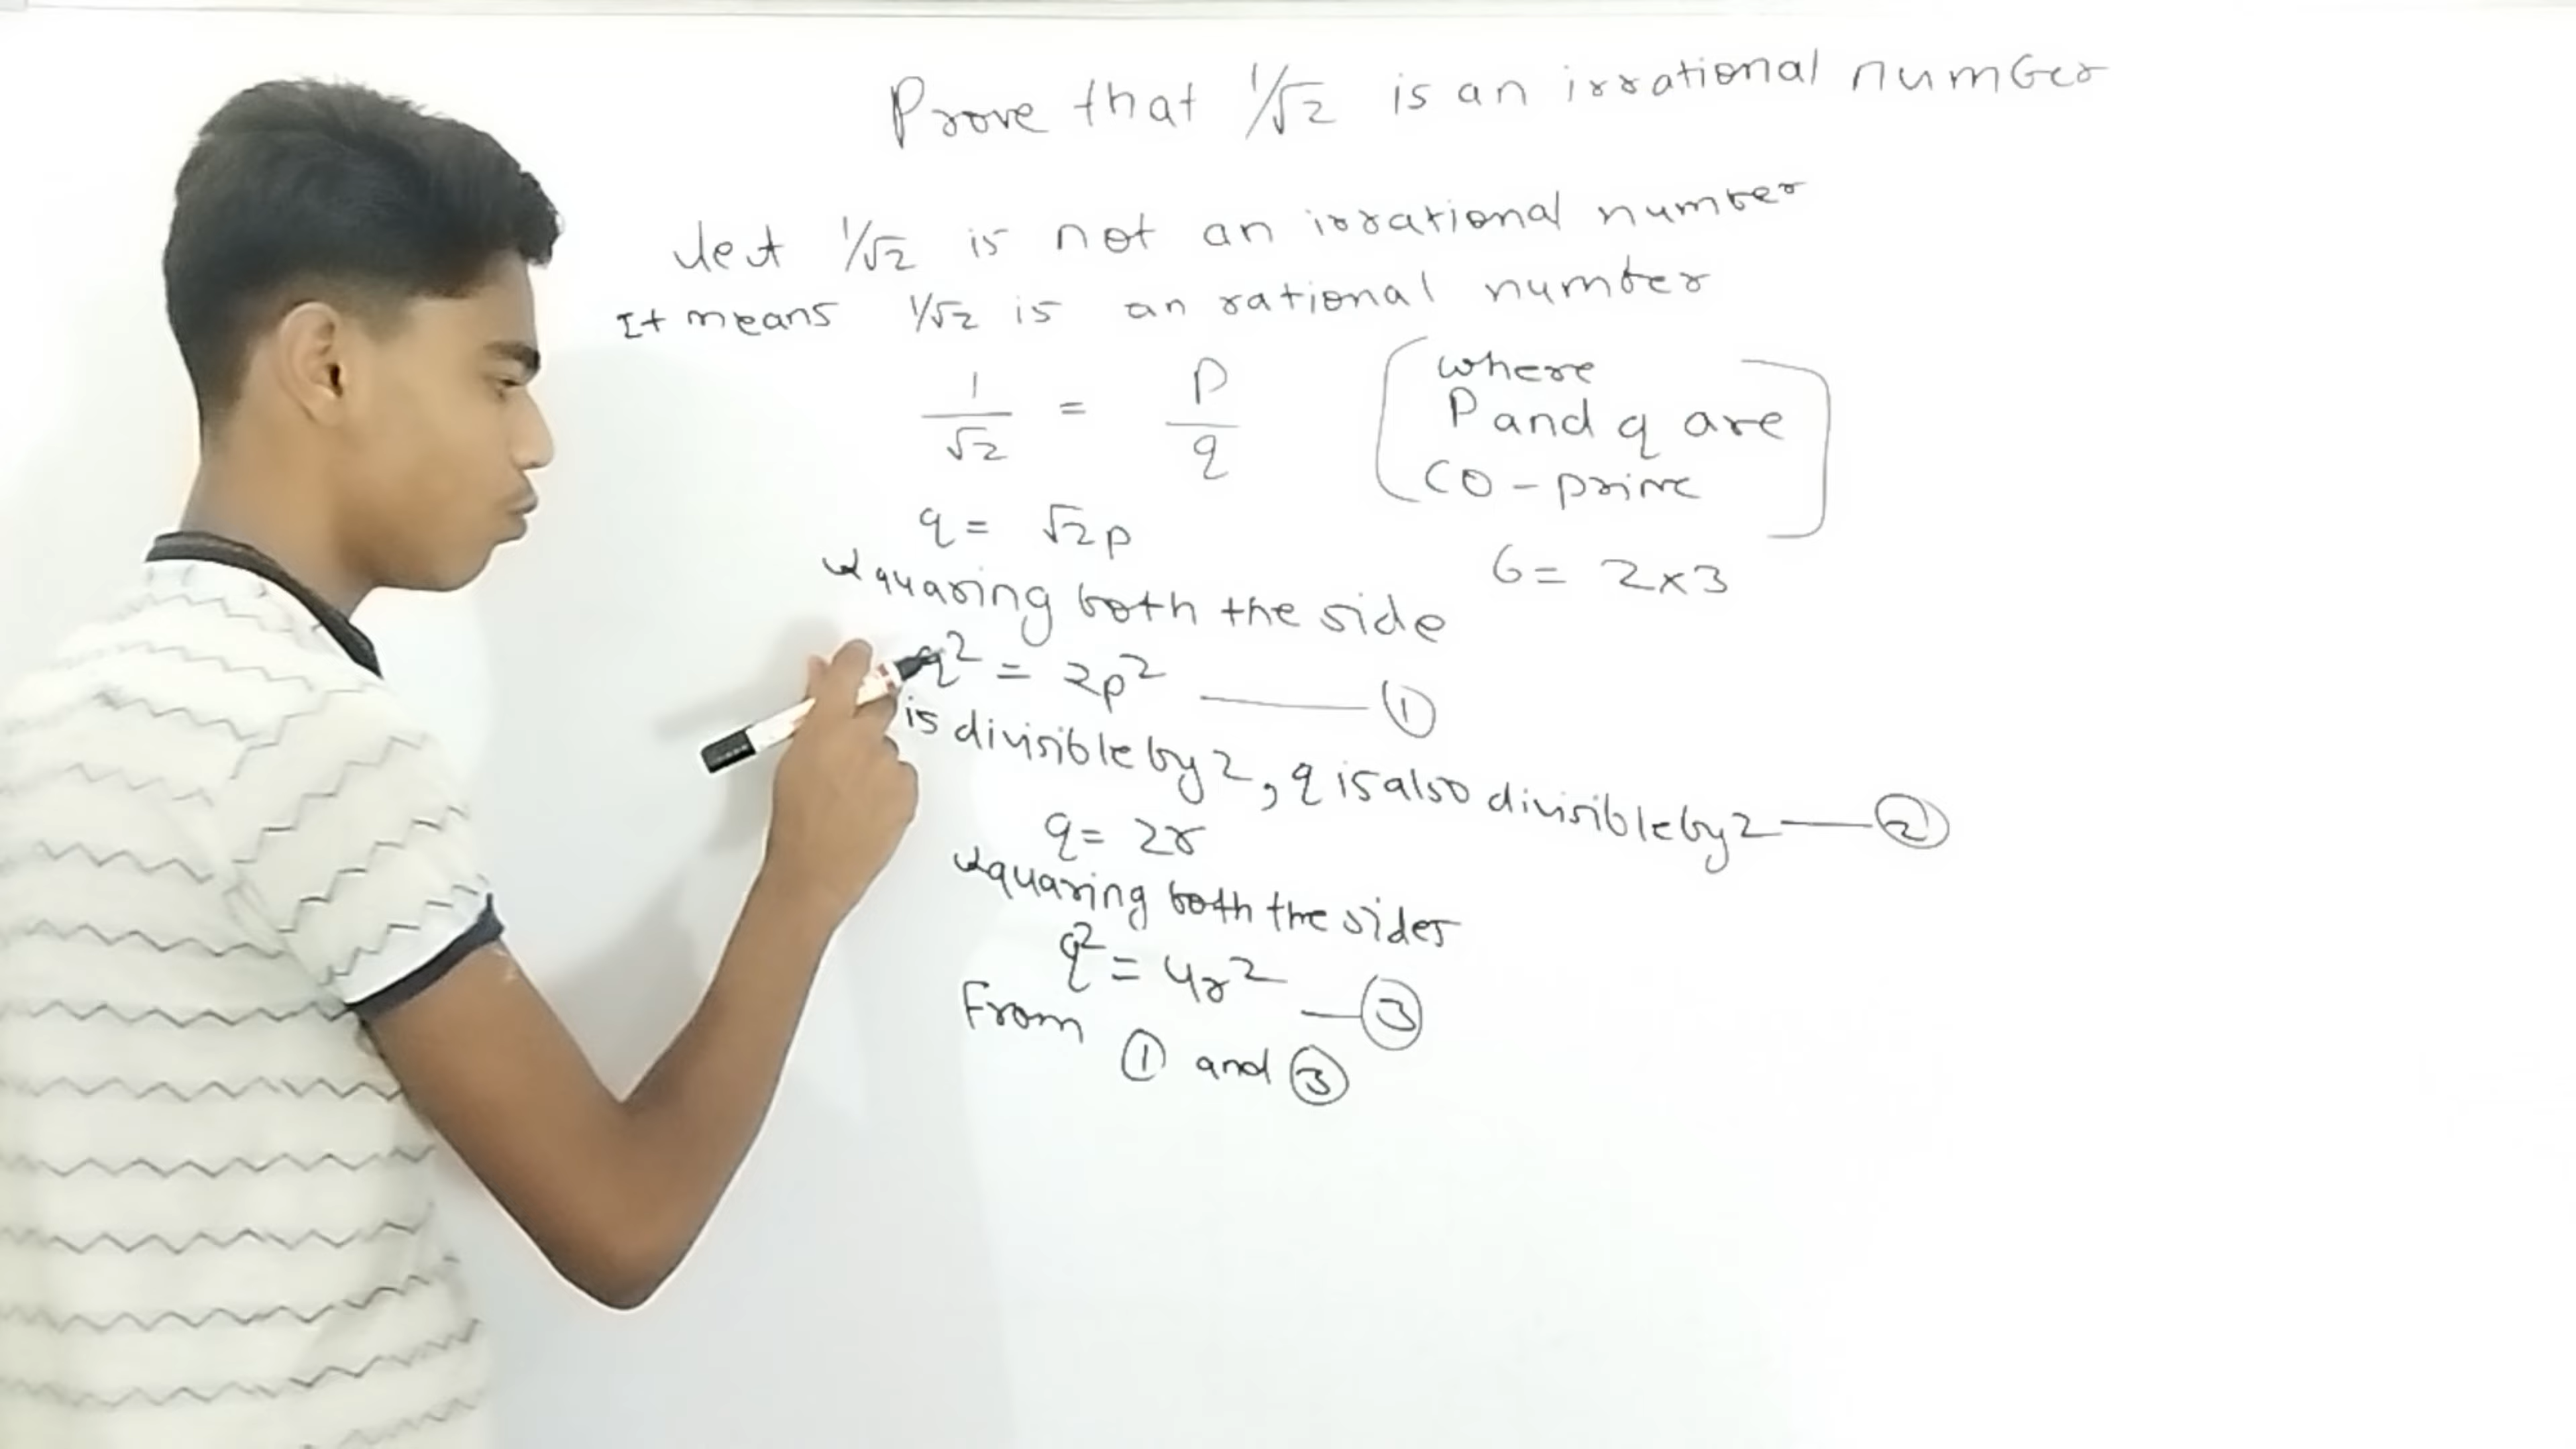 Prove that 1/√2 is an irrational number
Let 1/√2 is not an irrational number
It means 1/√2 is an rational number
1/√2 = P/q
[where
P and q are
co-prime]
q = √2p
6 = 2×3
Squaring both the side
q² = 2p² —— ①
is divisible by 2, q is also divisible by 2 —— ②
q = 2r
Squaring both the sides
q² = 4r² — ③
From
① and ③